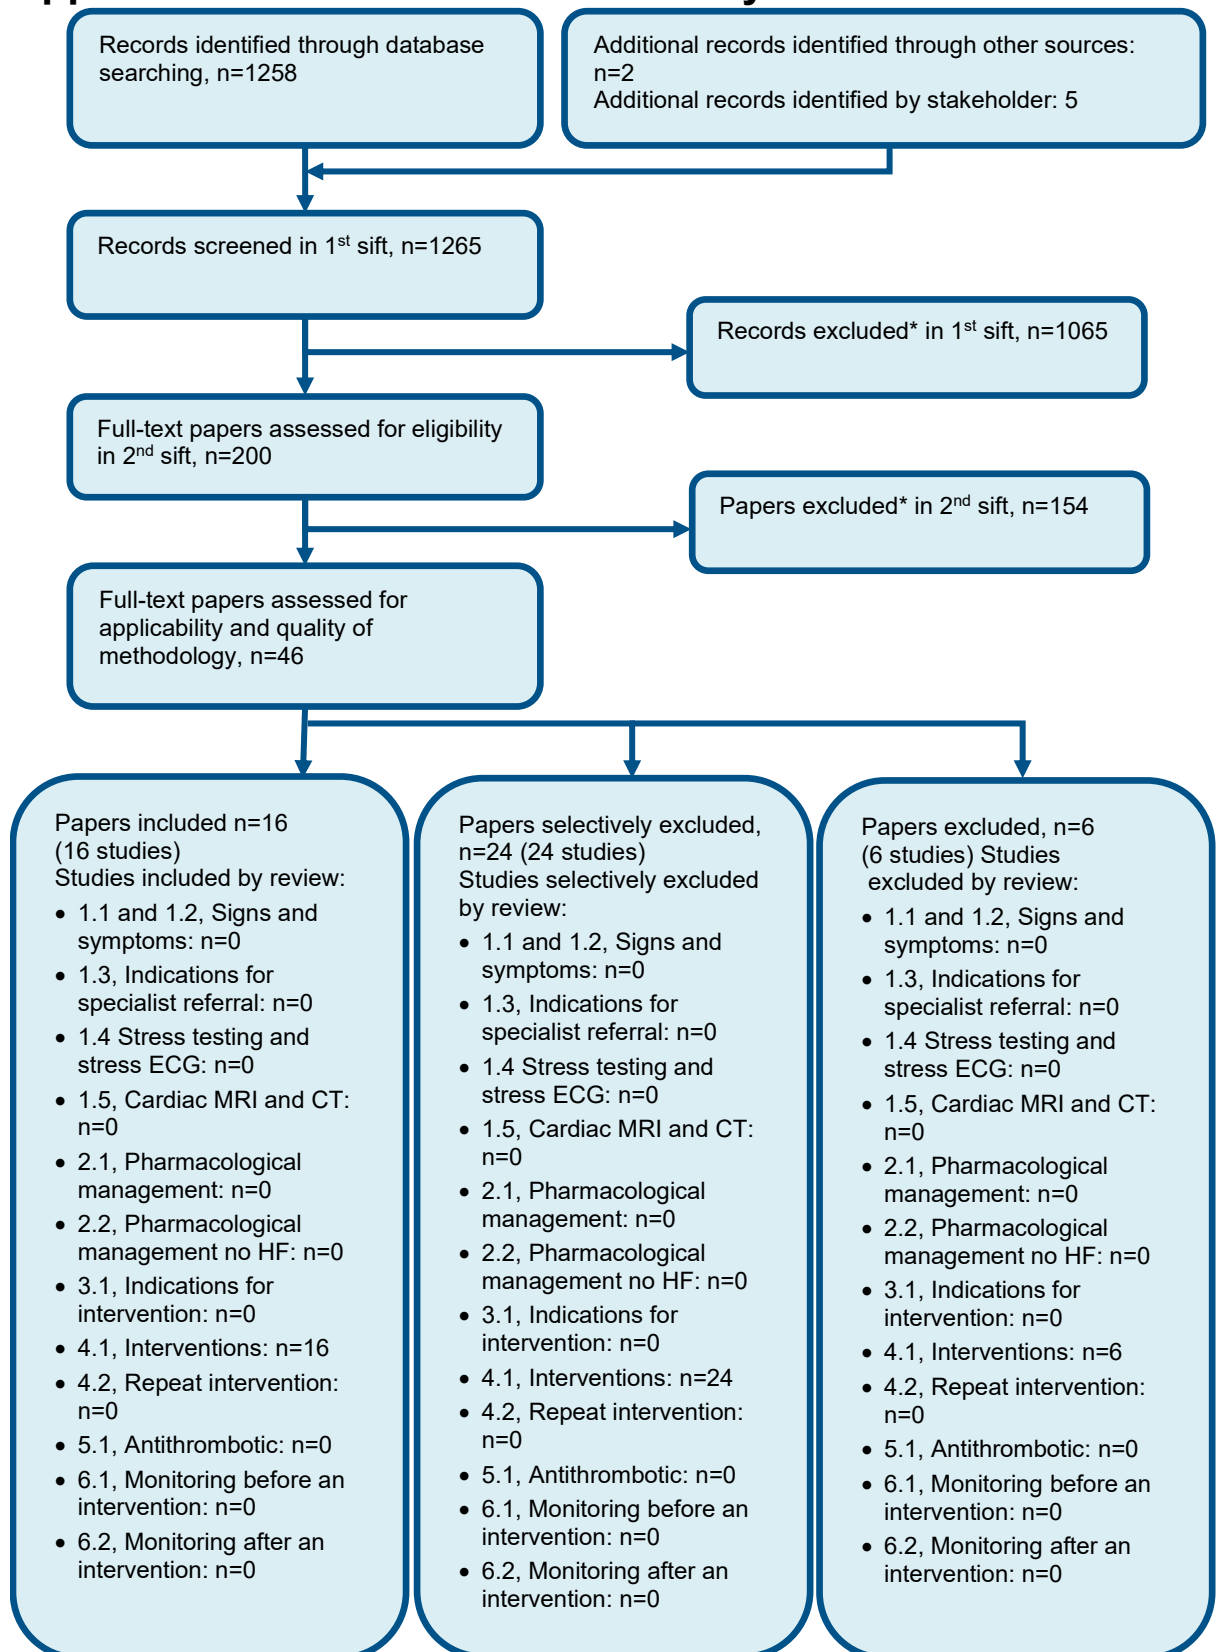 Records identified through database
searching, n=1258
Additional records identified through other sources:
n=2
Additional records identified by stakeholder: 5
Records screened in 1st sift, n=1265
Records excluded* in 1st sift, n=1065
Full-text papers assessed for eligibility
in 2nd sift, n=200
Papers excluded* in 2nd sift, n=154
Full-text papers assessed for
applicability and quality of
methodology, n=46
Papers included n=16
(16 studies)
Studies included by review:
• 1.1 and 1.2, Signs and
symptoms: n=0
• 1.3, Indications for
specialist referral: n=0
• 1.4 Stress testing and
stress ECG: n=0
• 1.5, Cardiac MRI and CT:
n=0
• 2.1, Pharmacological
management: n=0
• 2.2, Pharmacological
management no HF: n=0
• 3.1, Indications for
intervention: n=0
• 4.1, Interventions: n=16
• 4.2, Repeat intervention:
n=0
• 5.1, Antithrombotic: n=0
• 6.1, Monitoring before an
intervention: n=0
• 6.2, Monitoring after an
intervention: n=0
Papers selectively excluded,
n=24 (24 studies)
Studies selectively excluded
by review:
• 1.1 and 1.2, Signs and
symptoms: n=0
• 1.3, Indications for
specialist referral: n=0
• 1.4 Stress testing and
stress ECG: n=0
• 1.5, Cardiac MRI and CT:
n=0
• 2.1, Pharmacological
management: n=0
• 2.2, Pharmacological
management no HF: n=0
• 3.1, Indications for
intervention: n=0
• 4.1, Interventions: n=24
• 4.2, Repeat intervention:
n=0
• 5.1, Antithrombotic: n=0
• 6.1, Monitoring before an
intervention: n=0
• 6.2, Monitoring after an
intervention: n=0
Papers excluded, n=6
(6 studies) Studies
excluded by review:
• 1.1 and 1.2, Signs and
symptoms: n=0
• 1.3, Indications for
specialist referral: n=0
• 1.4 Stress testing and
stress ECG: n=0
• 1.5, Cardiac MRI and CT:
n=0
• 2.1, Pharmacological
management: n=0
• 2.2, Pharmacological
management no HF: n=0
• 3.1, Indications for
intervention: n=0
• 4.1, Interventions: n=6
• 4.2, Repeat intervention:
n=0
• 5.1, Antithrombotic: n=0
• 6.1, Monitoring before an
intervention: n=0
• 6.2, Monitoring after an
intervention: n=0